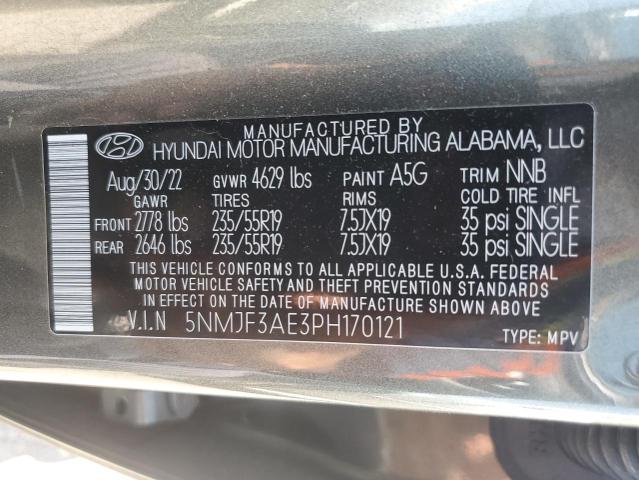 MANUFACTURED BY
HYUNDAI MOTOR MANUFACTURING ALABAMA, LLC
Aug/30/22 GVWR 4629 lbs PAINT A5G TRIM NNB
GAWR TIRES RIMS COLD TIRE INFL
FRONT 2778 lbs 235/55R19 7.5JX19 35 psi SINGLE
REAR 2646 lbs 235/55R19 7.5JX19 35 psi SINGLE
THIS VEHICLE CONFORMS TO ALL APPLICABLE U.S.A. FEDERAL
MOTOR VEHICLE SAFETY AND THEFT PREVENTION STANDARDS
IN EFFECT ON THE DATE OF MANUFACTURE SHOWN ABOVE.
V.I.N 5NMJF3AE3PH170121
TYPE: MPV